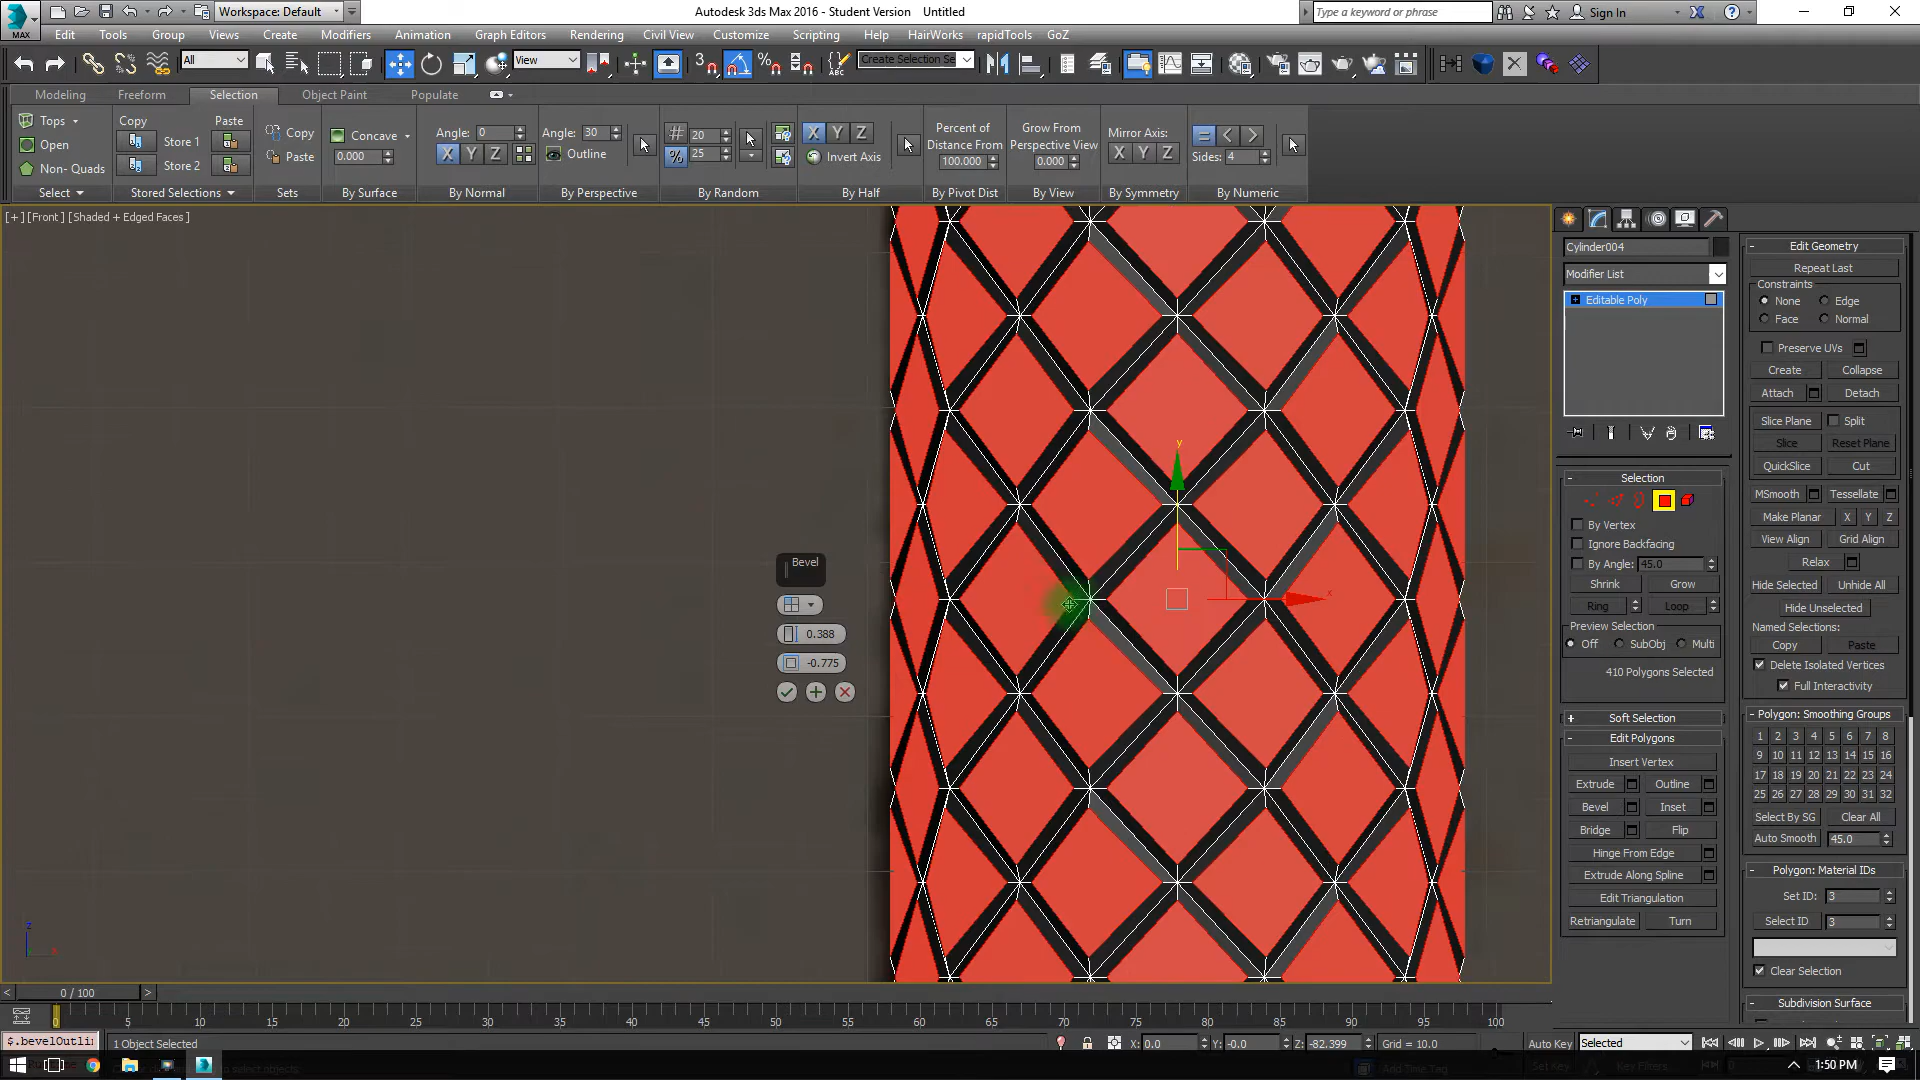 Workspace: Default
Autodesk 3ds Max 2016 - Student Version    Untitled
Type a keyword or phrase
Sign In
MAX
Edit Tools Group Views Create Modifiers Animation Graph Editors Rendering Civil View Customize Scripting Help HairWorks rapidTools GoZ
All
View
3
Create Selection Se
Modeling Freeform Selection Object Paint Populate
Tops
Open
Non- Quads
Select
Copy Paste
Store 1
Store 2
Stored Selections
Copy
Paste
Sets
Concave
0.000
By Surface
Angle: 0
X Y Z
By Normal
Angle: 30
Outline
By Perspective
# 20
% 25
By Random
X Y Z
Invert Axis
By Half
Percent of
Distance From
100.000
By Pivot Dist
Grow From
Perspective View
0.000
By View
Mirror Axis:
X Y Z
By Symmetry
= < >
Sides: 4
By Numeric
[+] [Front] [Shaded + Edged Faces]
Bevel
0.388
-0.775
y
x
z
x
Cylinder004
Modifier List
Editable Poly
Selection
By Vertex
Ignore Backfacing
By Angle: 45.0
Shrink Grow
Ring Loop
Preview Selection
Off SubObj Multi
410 Polygons Selected
Soft Selection
Edit Polygons
Insert Vertex
Extrude Outline
Bevel Inset
Bridge Flip
Hinge From Edge
Extrude Along Spline
Edit Triangulation
Retriangulate Turn
Edit Geometry
Repeat Last
Constraints
None Edge
Face Normal
Preserve UVs
Create Collapse
Attach Detach
Slice Plane Split
Slice Reset Plane
QuickSlice Cut
MSmooth Tessellate
Make Planar X Y Z
View Align Grid Align
Relax
Hide Selected Unhide All
Hide Unselected
Named Selections:
Copy Paste
Delete Isolated Vertices
Full Interactivity
Polygon: Smoothing Groups
1 2 3 4 5 6 7 8
9 10 11 12 13 14 15 16
17 18 19 20 21 22 23 24
25 26 27 28 29 30 31 32
Select By SG Clear All
Auto Smooth 45.0
Polygon: Material IDs
Set ID: 3
Select ID 3
Clear Selection
Subdivision Surface
< 0 / 100 >
0 5 10 15 20 25 30 35 40 45 50 55 60 65 70 75 80 85 90 95 100
$.bevelOutlin
1 Object Selected
X: 0.0 Y: -0.0 Z: -82.399 Grid = 10.0
Auto Key Selected
Set Key Key Filters...
Add Time Tag
1:50 PM